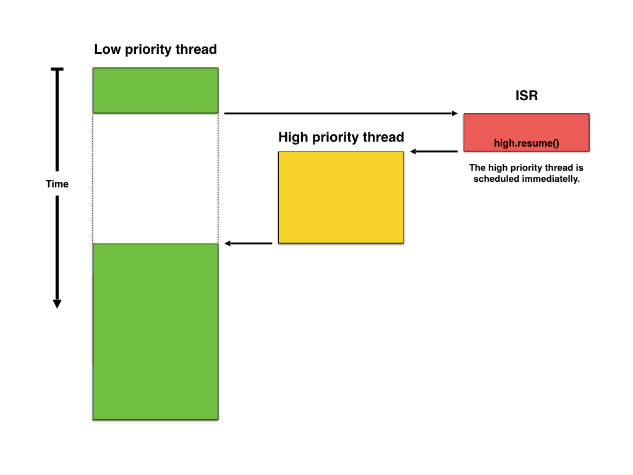 Low priority thread
ISR
High priority thread
high.resume()
The high priority thread is
scheduled immediatelly.
Time